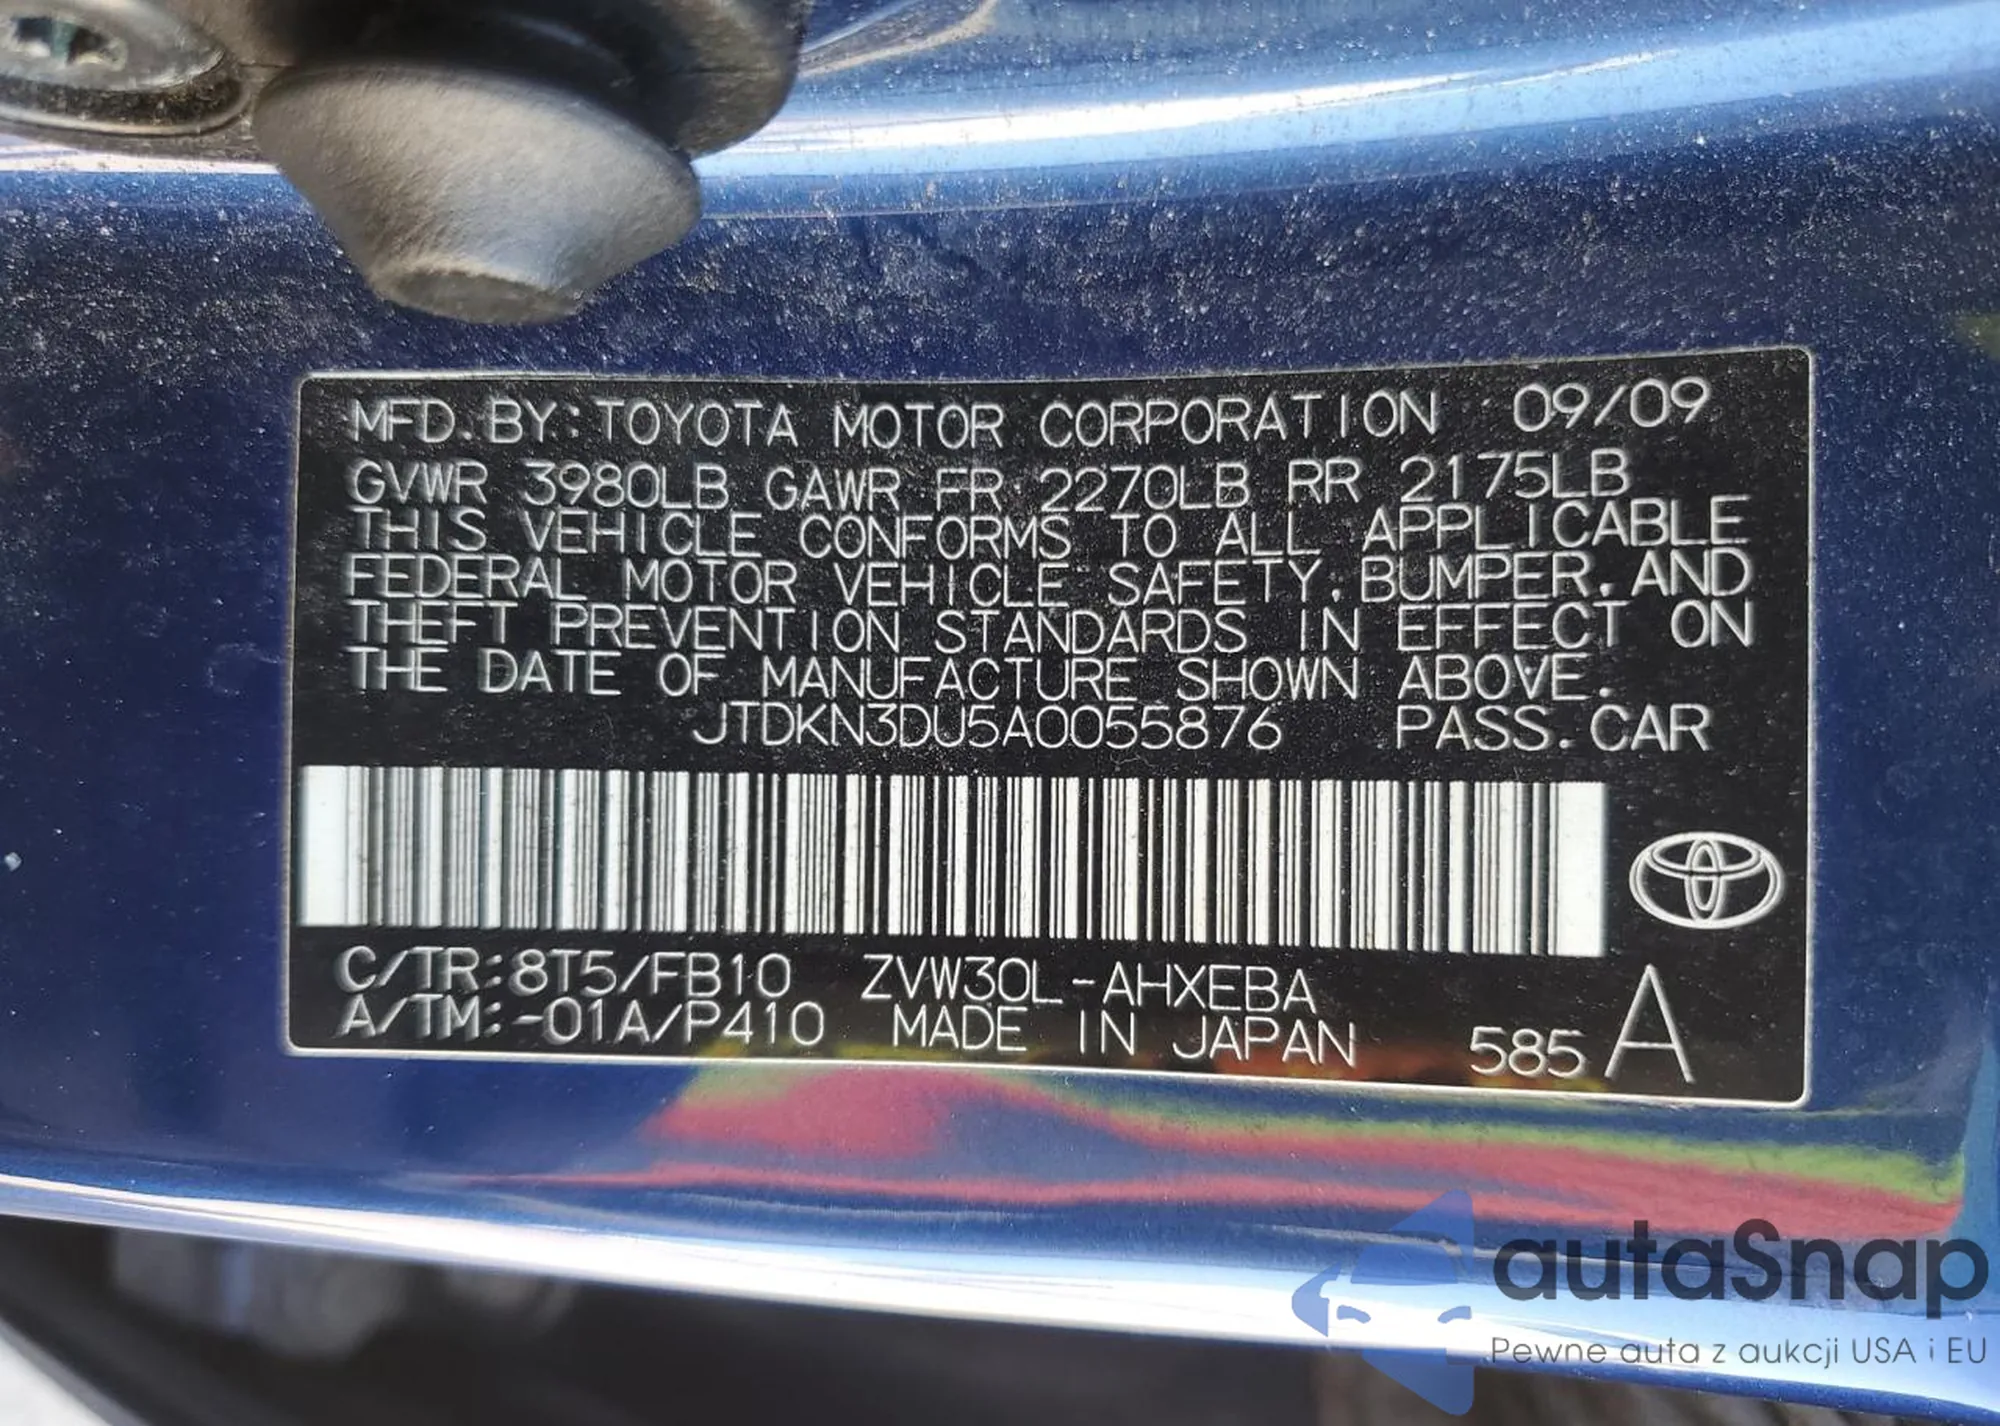 MFD. BY: TOYOTA MOTOR CORPORATION 09/09
GVWR 3980LB GAWR FR 2270LB RR 2175LB
THIS VEHICLE CONFORMS TO ALL APPLICABLE
FEDERAL MOTOR VEHICLE SAFETY, BUMPER, AND
THEFT PREVENTION STANDARDS IN EFFECT ON
THE DATE OF MANUFACTURE SHOWN ABOVE.
JTDKN3DU5A0055876 PASS. CAR
C/TR: 8T5/FB10 ZVW30L-AHXEBA
A/TM: -01A/P410 MADE IN JAPAN 585 A
autaSnap
Pewne auta z aukcji USA i EU